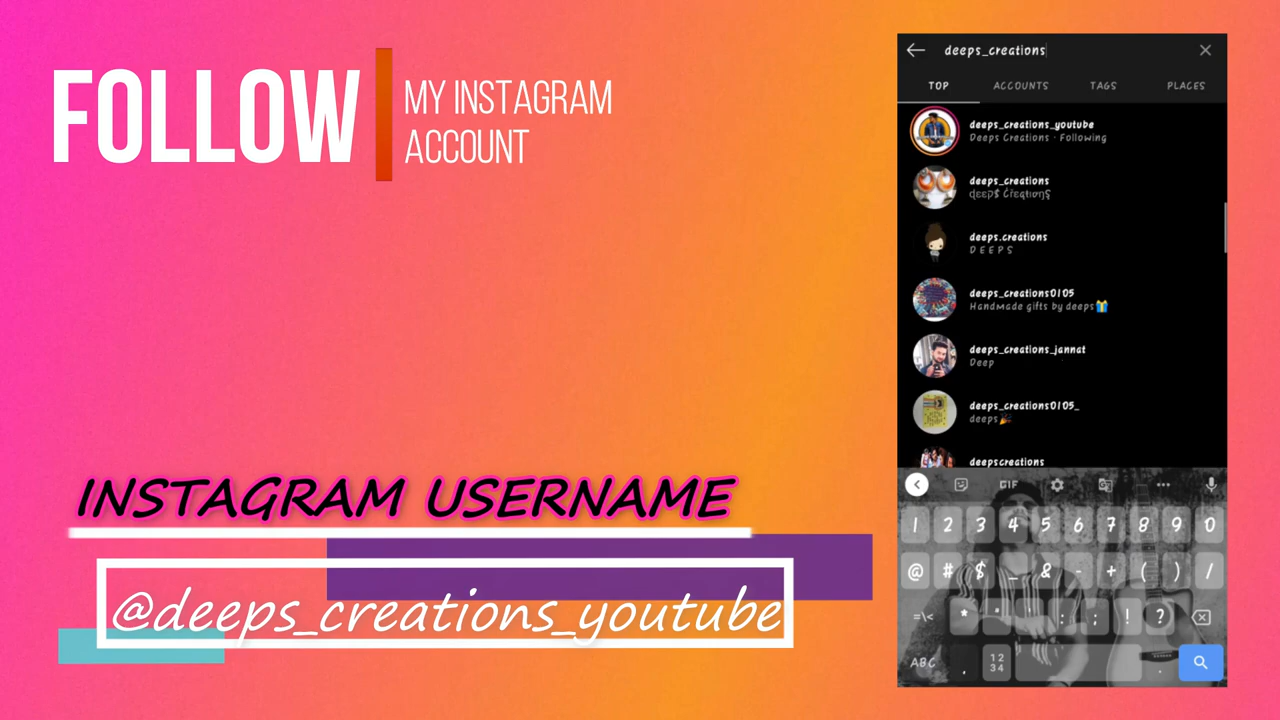 FOLLOW
MY INSTAGRAM
ACCOUNT
INSTAGRAM USERNAME
@deeps_creations_youtube
deeps_creations
TOP ACCOUNTS TAGS PLACES
deeps_creations_youtube
Deeps Creations · Following
deeps_creations
deeps.creations
D E E P S
deeps_creations0105
Handmade gifts by deeps🎁
deeps_creations_jannat
Deep
deeps_creations0105_
deeps🎉
deepscreations
GIF
1 2 3 4 5 6 7 8 9 0
@ # $ _ & - + ( ) /
=\< * " ' : ; ! ?
ABC , 12 34 .